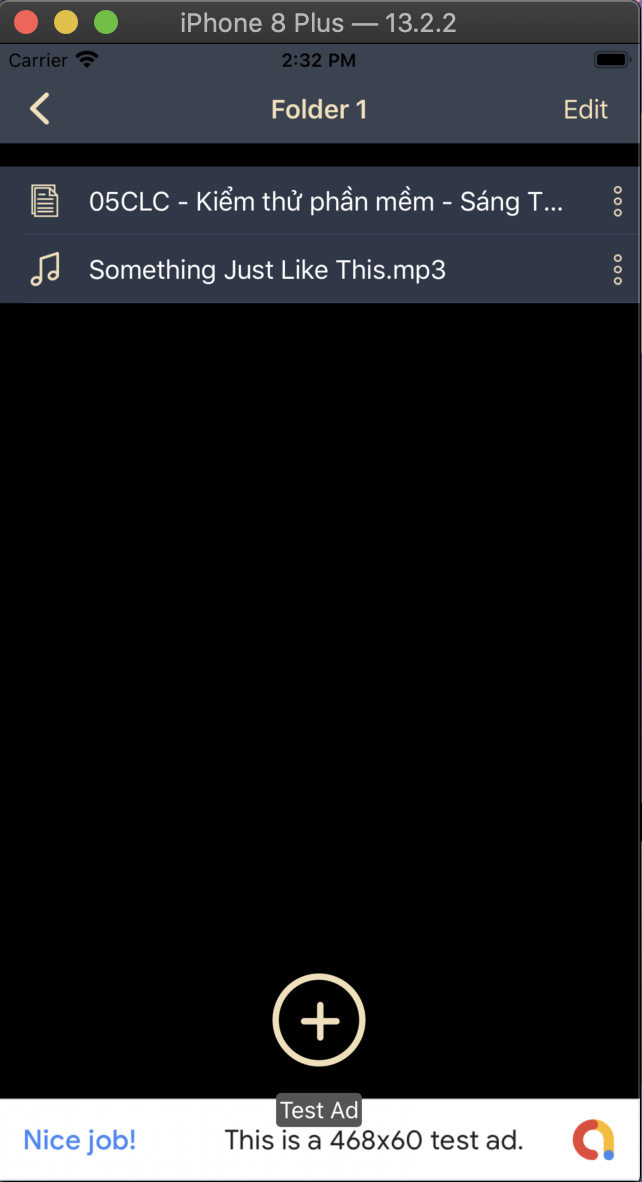 iPhone 8 Plus — 13.2.2
Carrier 2:32 PM
Folder 1 Edit
05CLC - Kiểm thử phần mềm - Sáng T...
Something Just Like This.mp3
Test Ad
Nice job! This is a 468x60 test ad.